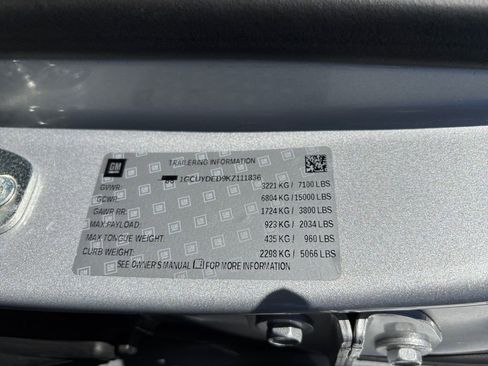 GM
TRAILERING INFORMATION
1GCUYDED9KZ111836
GVWR: 3221 KG / 7100 LBS
GCWR: 6804 KG / 15000 LBS
GAWR RR: 1724 KG / 3800 LBS
MAX PAYLOAD: 923 KG / 2034 LBS
MAX TONGUE WEIGHT: 435 KG / 960 LBS
CURB WEIGHT: 2298 KG / 5066 LBS
SEE OWNER'S MANUAL FOR MORE INFORMATION